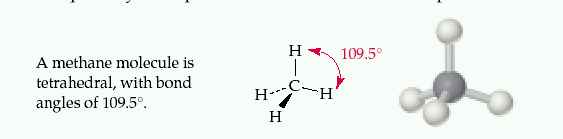 H
109.5°
A methane molecule is
tetrahedral, with bond
angles of 109.5°.
H C H
H